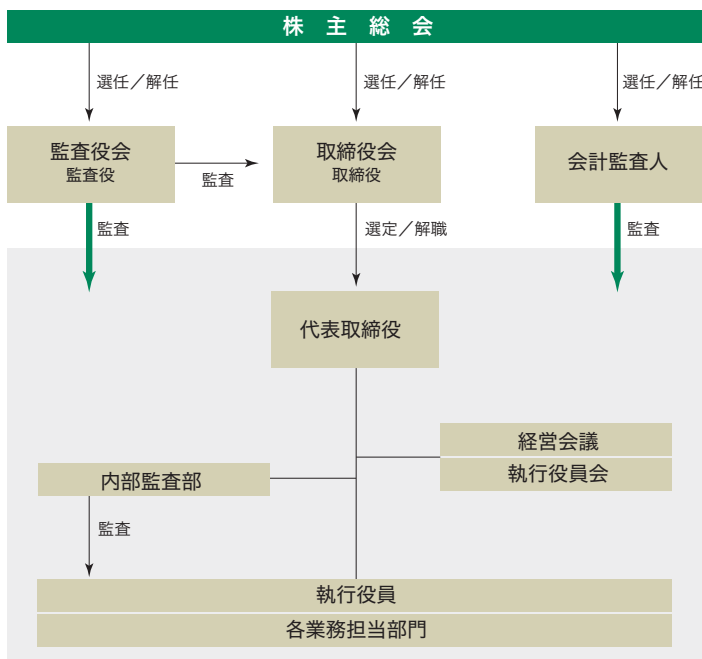 株主総会
選任／解任
選任／解任
選任／解任
監査役会
監査役
監査
取締役会
取締役
会計監査人
監査
選定／解職
監査
代表取締役
経営会議
執行役員会
内部監査部
監査
執行役員
各業務担当部門